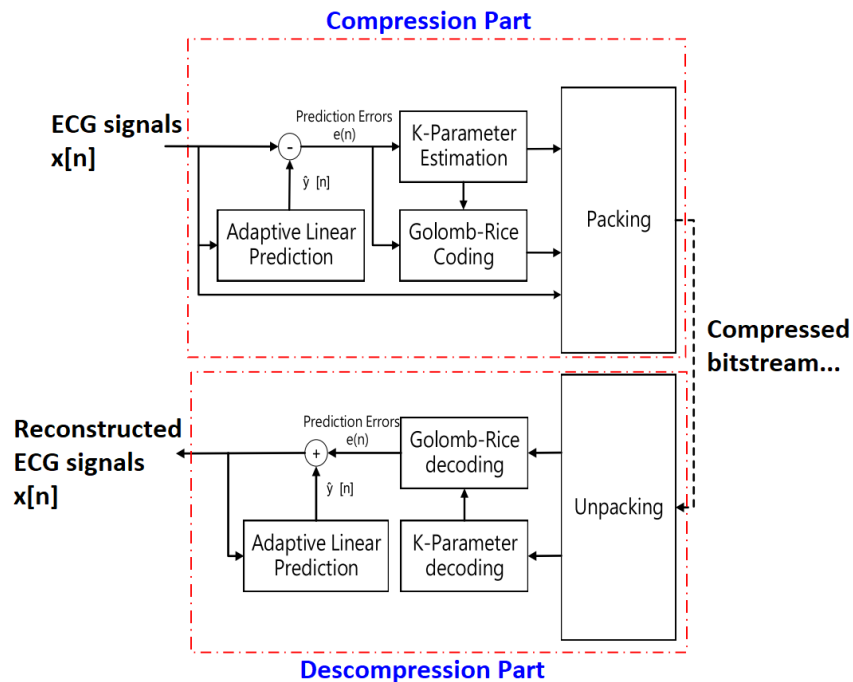 Compression Part
ECG signals
x[n]
Prediction Errors
e(n)
-
ŷ [n]
K-Parameter
Estimation
Adaptive Linear
Prediction
Golomb-Rice
Coding
Packing
Compressed
bitstream...
Reconstructed
ECG signals
x[n]
Prediction Errors
e(n)
+
ŷ [n]
Golomb-Rice
decoding
Adaptive Linear
Prediction
K-Parameter
decoding
Unpacking
Descompression Part